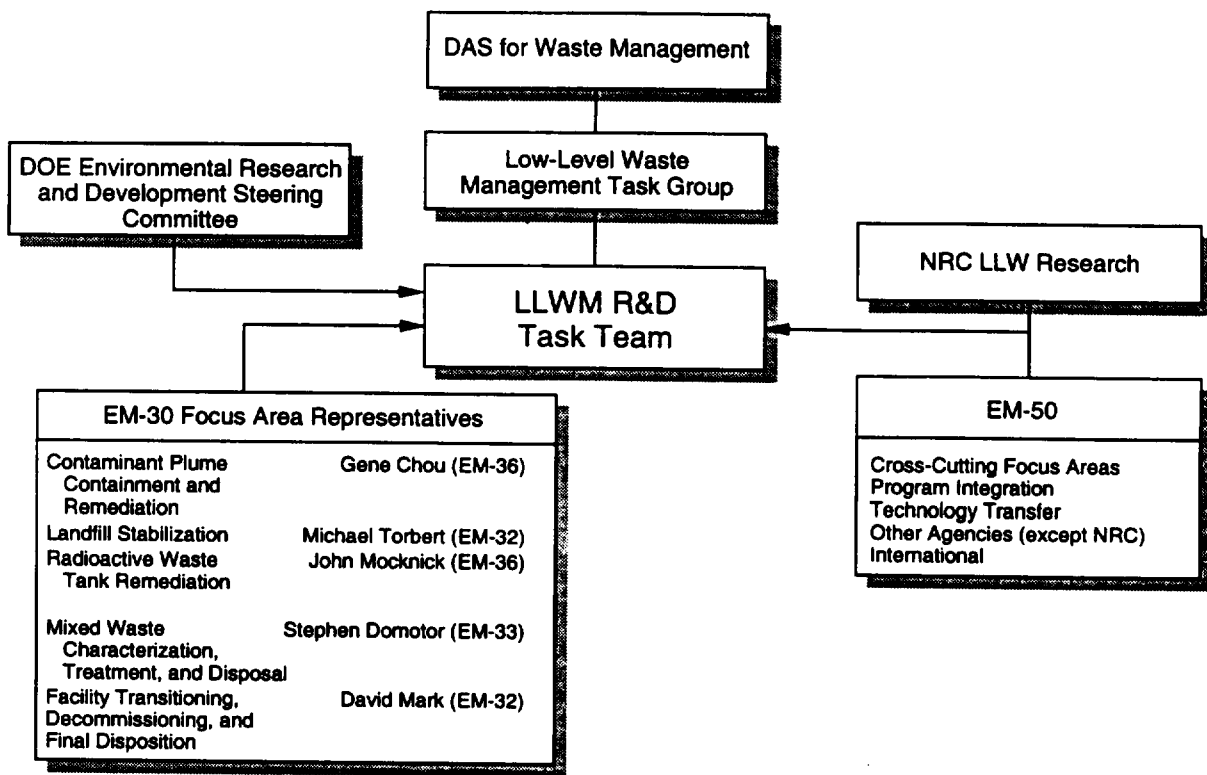 DAS for Waste Management
Low-Level Waste
Management Task Group
DOE Environmental Research
and Development Steering
Committee
NRC LLW Research
LLWM R&D
Task Team
EM-30 Focus Area Representatives
Contaminant Plume Gene Chou (EM-36)
Containment and
Remediation
Landfill Stabilization Michael Torbert (EM-32)
Radioactive Waste John Mocknick (EM-36)
Tank Remediation
Mixed Waste Stephen Domotor (EM-33)
Characterization,
Treatment, and Disposal
Facility Transitioning, David Mark (EM-32)
Decommissioning, and
Final Disposition
EM-50
Cross-Cutting Focus Areas
Program Integration
Technology Transfer
Other Agencies (except NRC)
International